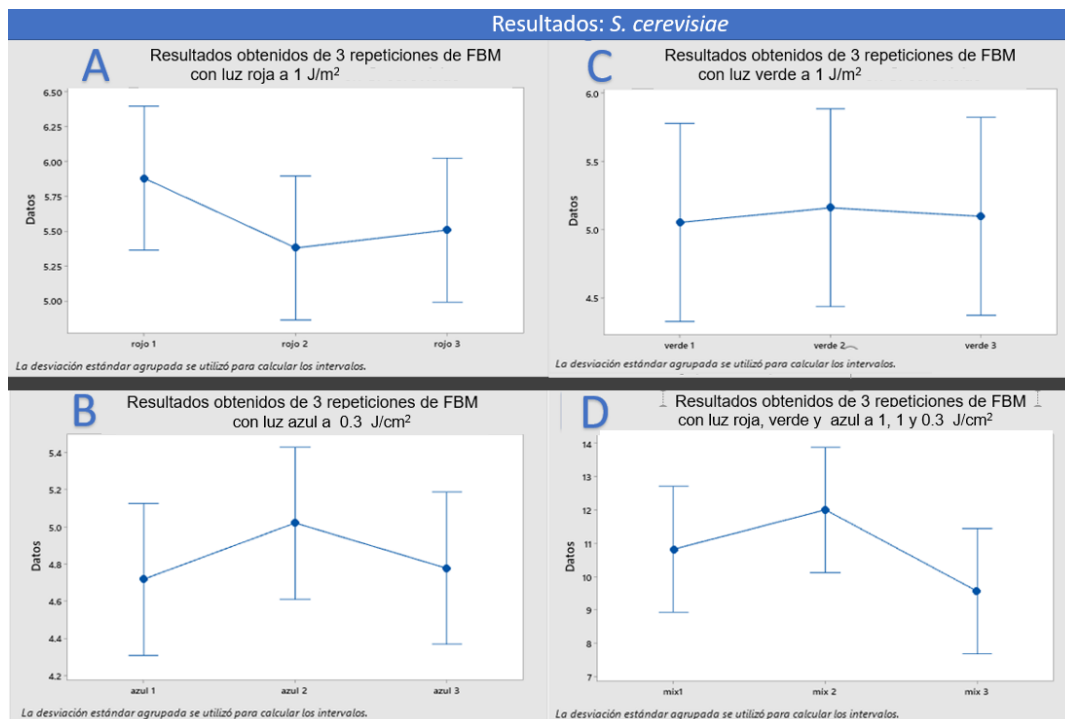 Resultados: S. cerevisiae
A
Resultados obtenidos de 3 repeticiones de FBM
con luz roja a 1 J/m²
6.50
6.25
6.00
5.75
5.50
5.25
5.00
Datos
rojo 1
rojo 2
rojo 3
La desviación estándar agrupada se utilizó para calcular los intervalos.
C
Resultados obtenidos de 3 repeticiones de FBM
con luz verde a 1 J/m²
6.0
5.5
5.0
4.5
Datos
verde 1
verde 2
verde 3
La desviación estándar agrupada se utilizó para calcular los intervalos.
B
Resultados obtenidos de 3 repeticiones de FBM
con luz azul a 0.3 J/cm²
5.4
5.2
5.0
4.8
4.6
4.4
4.2
Datos
azul 1
azul 2
azul 3
La desviación estándar agrupada se utilizó para calcular los intervalos.
D
Resultados obtenidos de 3 repeticiones de FBM
con luz roja, verde y azul a 1, 1 y 0.3 J/cm²
14
13
12
11
10
9
8
7
Datos
mix1
mix 2
mix 3
La desviación estándar agrupada se utilizó para calcular los intervalos.